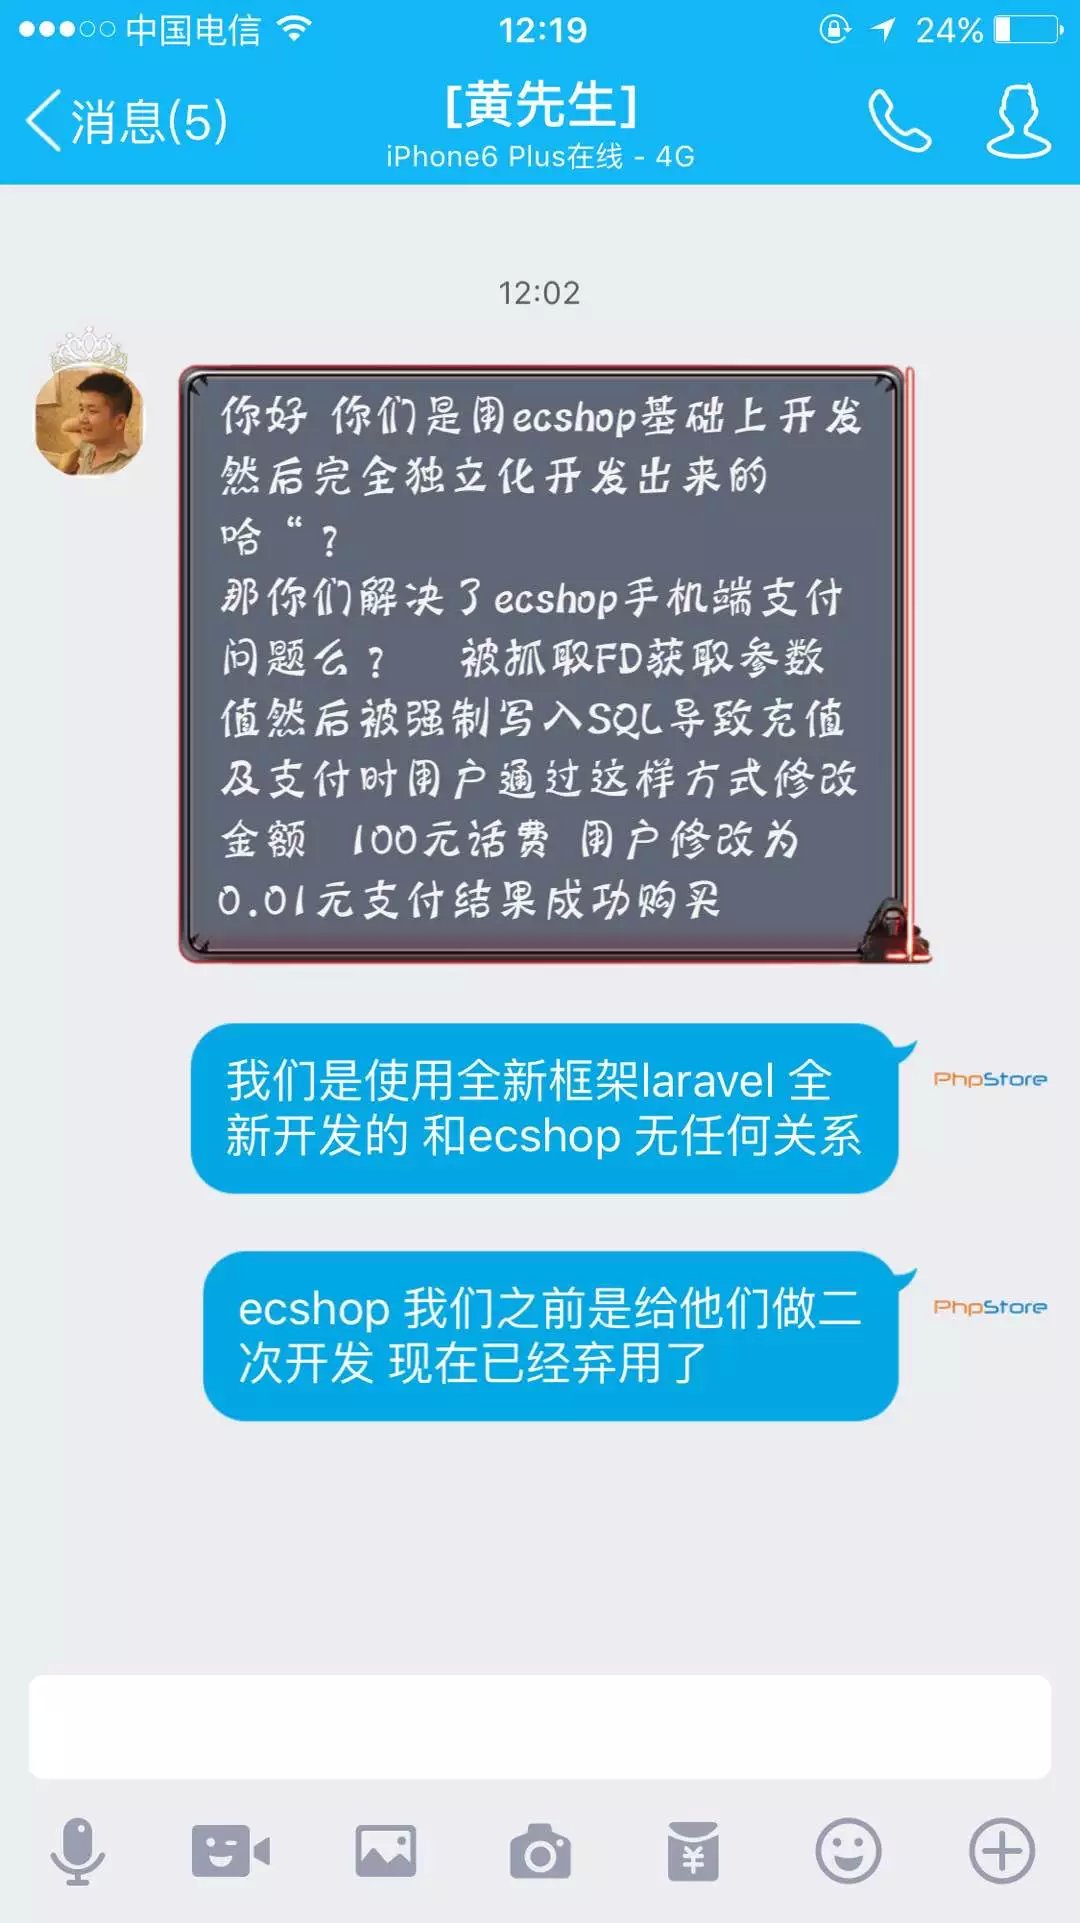 中国电信
12:19
24%
消息(5)
[黄先生]
iPhone6 Plus在线 - 4G
12:02
你好 你们是用ecshop基础上开发
然后完全独立化开发出来的
哈“?
那你们解决了ecshop手机端支付
问题么? 被抓取FD获取参数
值然后被强制写入SQL导致充值
及支付时用户通过这样方式修改
金额 100元话费 用户修改为
0.01元支付结果成功购买
我们是使用全新框架laravel 全
新开发的 和ecshop 无任何关系
PhpStore
ecshop 我们之前是给他们做二
次开发 现在已经弃用了
PhpStore
¥